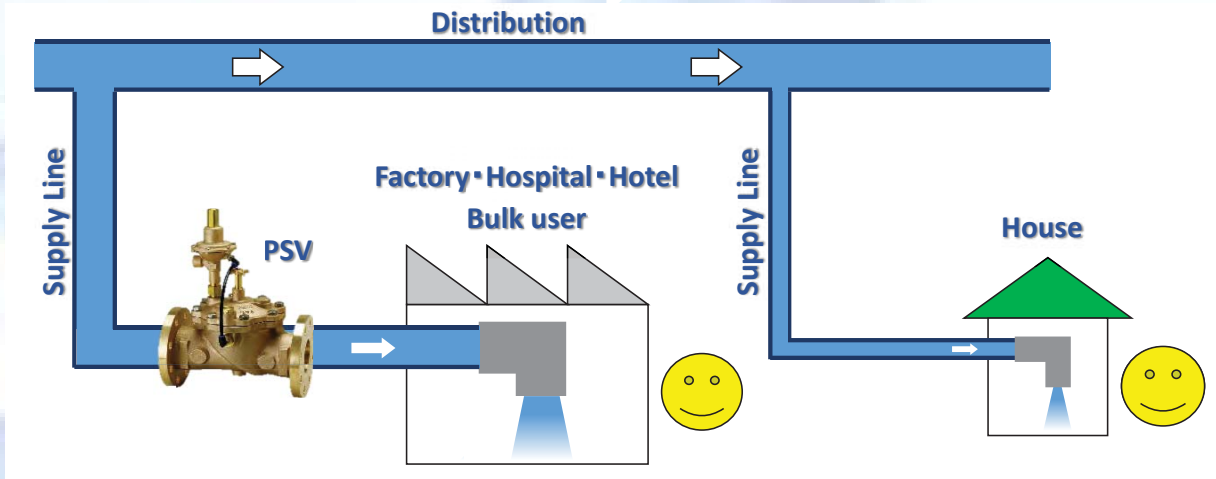 Distribution
Supply Line
PSV
Factory・Hospital・Hotel
Bulk user
Supply Line
House